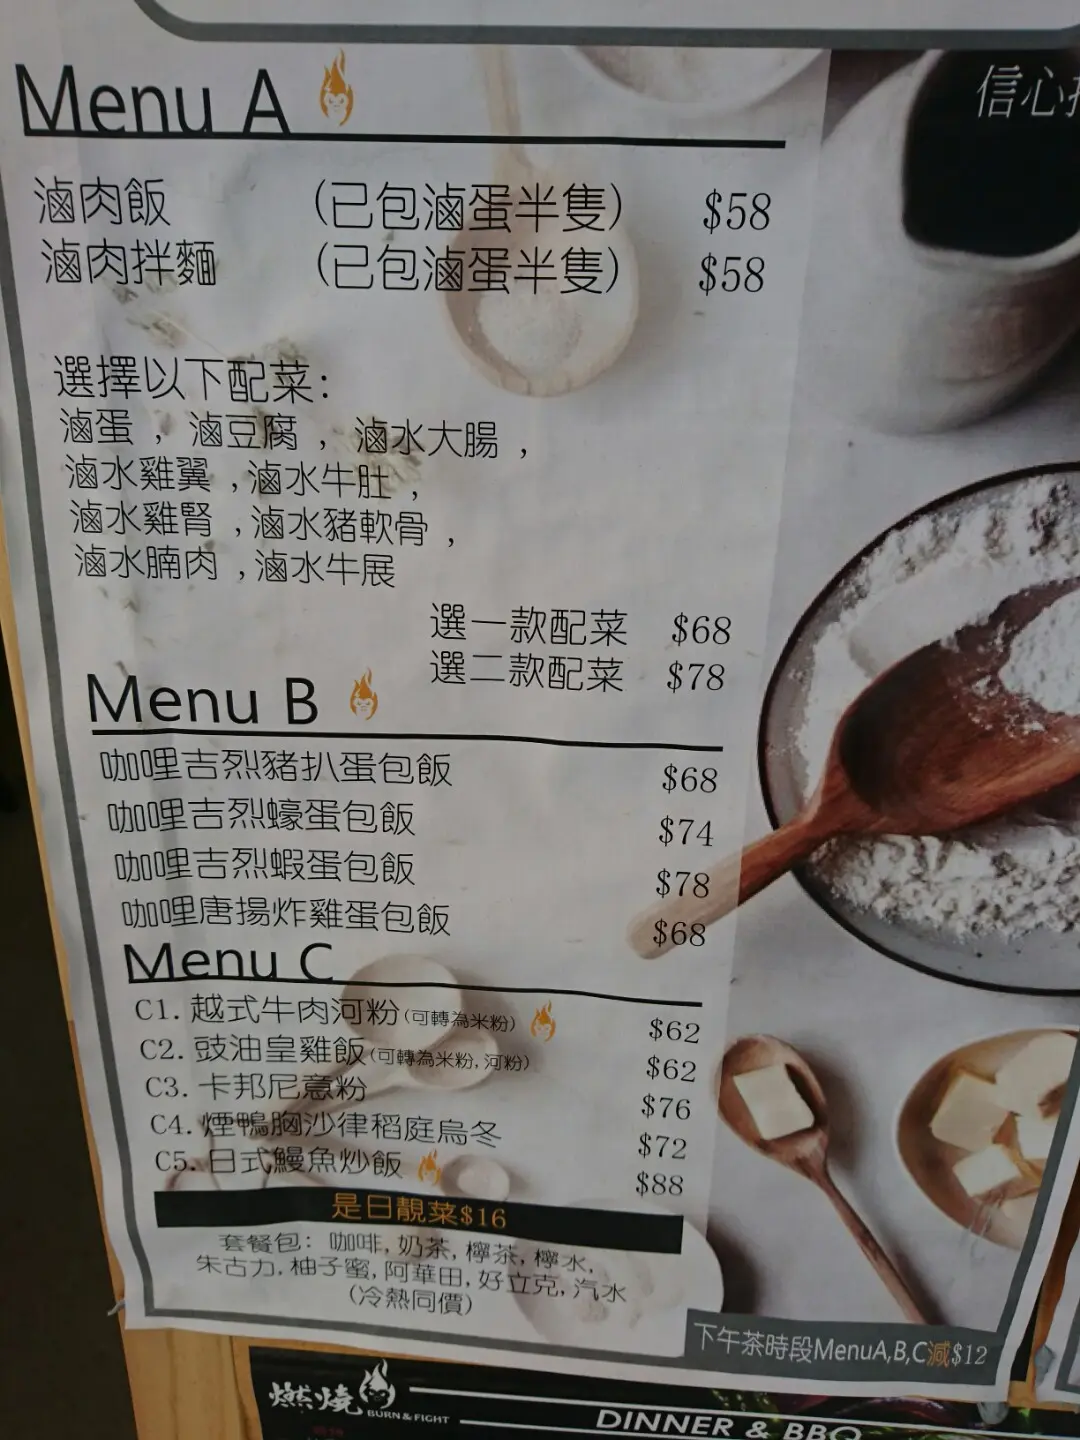 信心
Menu A
滷肉飯 (已包滷蛋半隻) $58
滷肉拌麵 (已包滷蛋半隻) $58
選擇以下配菜:
滷蛋 , 滷豆腐 , 滷水大腸 ,
滷水雞翼 , 滷水牛肚 ,
滷水雞腎 , 滷水豬軟骨 ,
滷水腩肉 , 滷水牛展
選一款配菜 $68
選二款配菜 $78
Menu B
咖哩吉烈豬扒蛋包飯 $68
咖哩吉烈蠔蛋包飯 $74
咖哩吉烈蝦蛋包飯 $78
咖哩唐揚炸雞蛋包飯 $68
Menu C
C1. 越式牛肉河粉(可轉為米粉) $62
C2. 豉油皇雞飯(可轉為米粉, 河粉) $62
C3. 卡邦尼意粉 $76
C4. 煙鴨胸沙律稻庭烏冬 $72
C5. 日式鰻魚炒飯 $88
是日靚菜$16
套餐包: 咖啡, 奶茶, 檸茶, 檸水,
朱古力, 柚子蜜, 阿華田, 好立克, 汽水
(冷熱同價)
下午茶時段MenuA,B,C減$12
燃燒 BURN & FIGHT
DINNER & BBQ